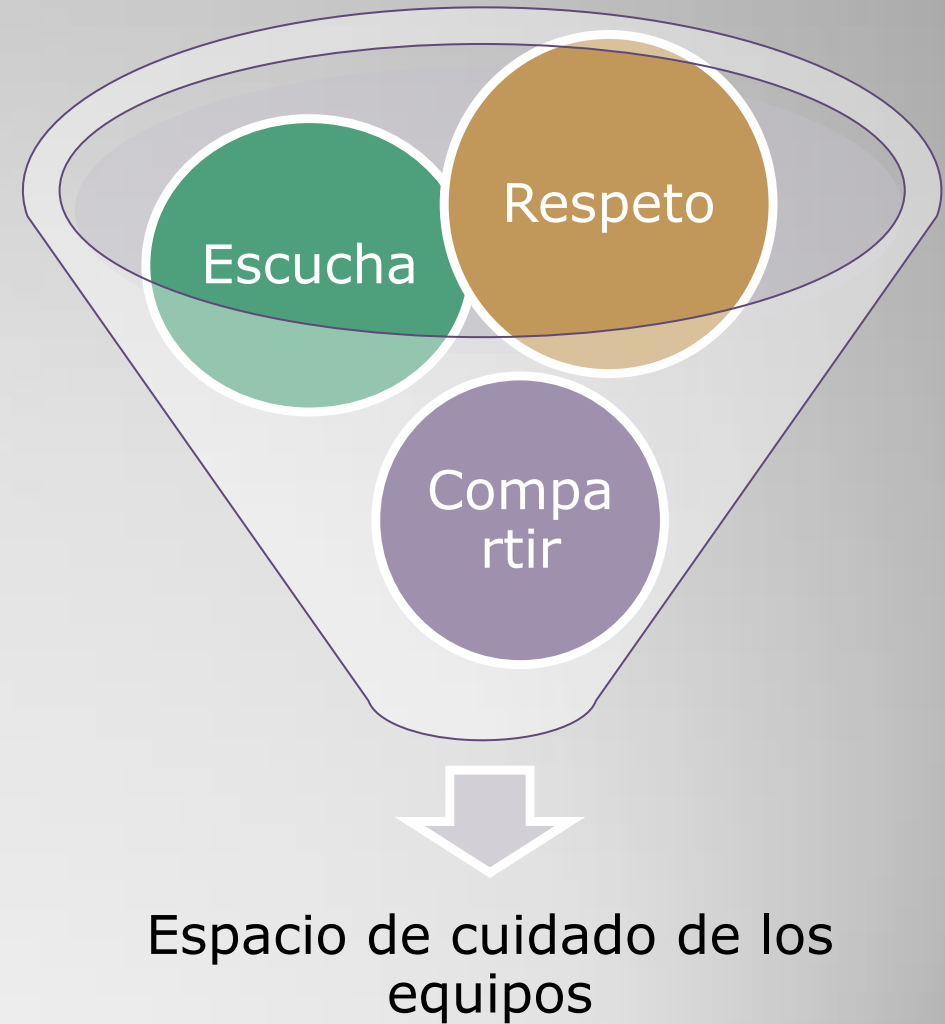 Respeto
Escucha
Compa
rtir
Espacio de cuidado de los
equipos